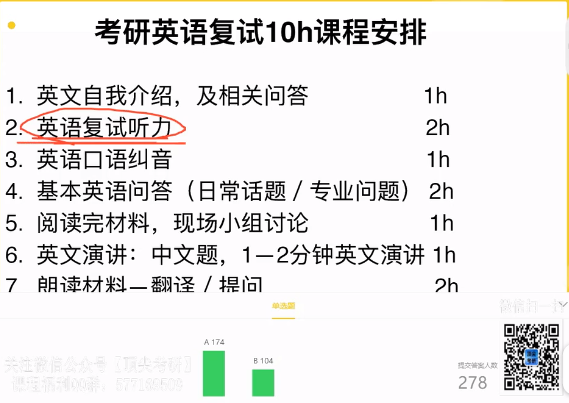 考研英语复试10h课程安排
1. 英文自我介绍，及相关问答 1h
2. 英语复试听力 2h
3. 英语口语纠音 1h
4. 基本英语问答（日常话题／专业问题） 2h
5. 阅读完材料，现场小组讨论 1h
6. 英文演讲：中文题，1—2分钟英文演讲 1h
7 朗读材料—翻译／提问 2h
单选题
微信扫一扫
A 174
B 104
关注微信公众号【顶尖考研】
提交答案人数
278